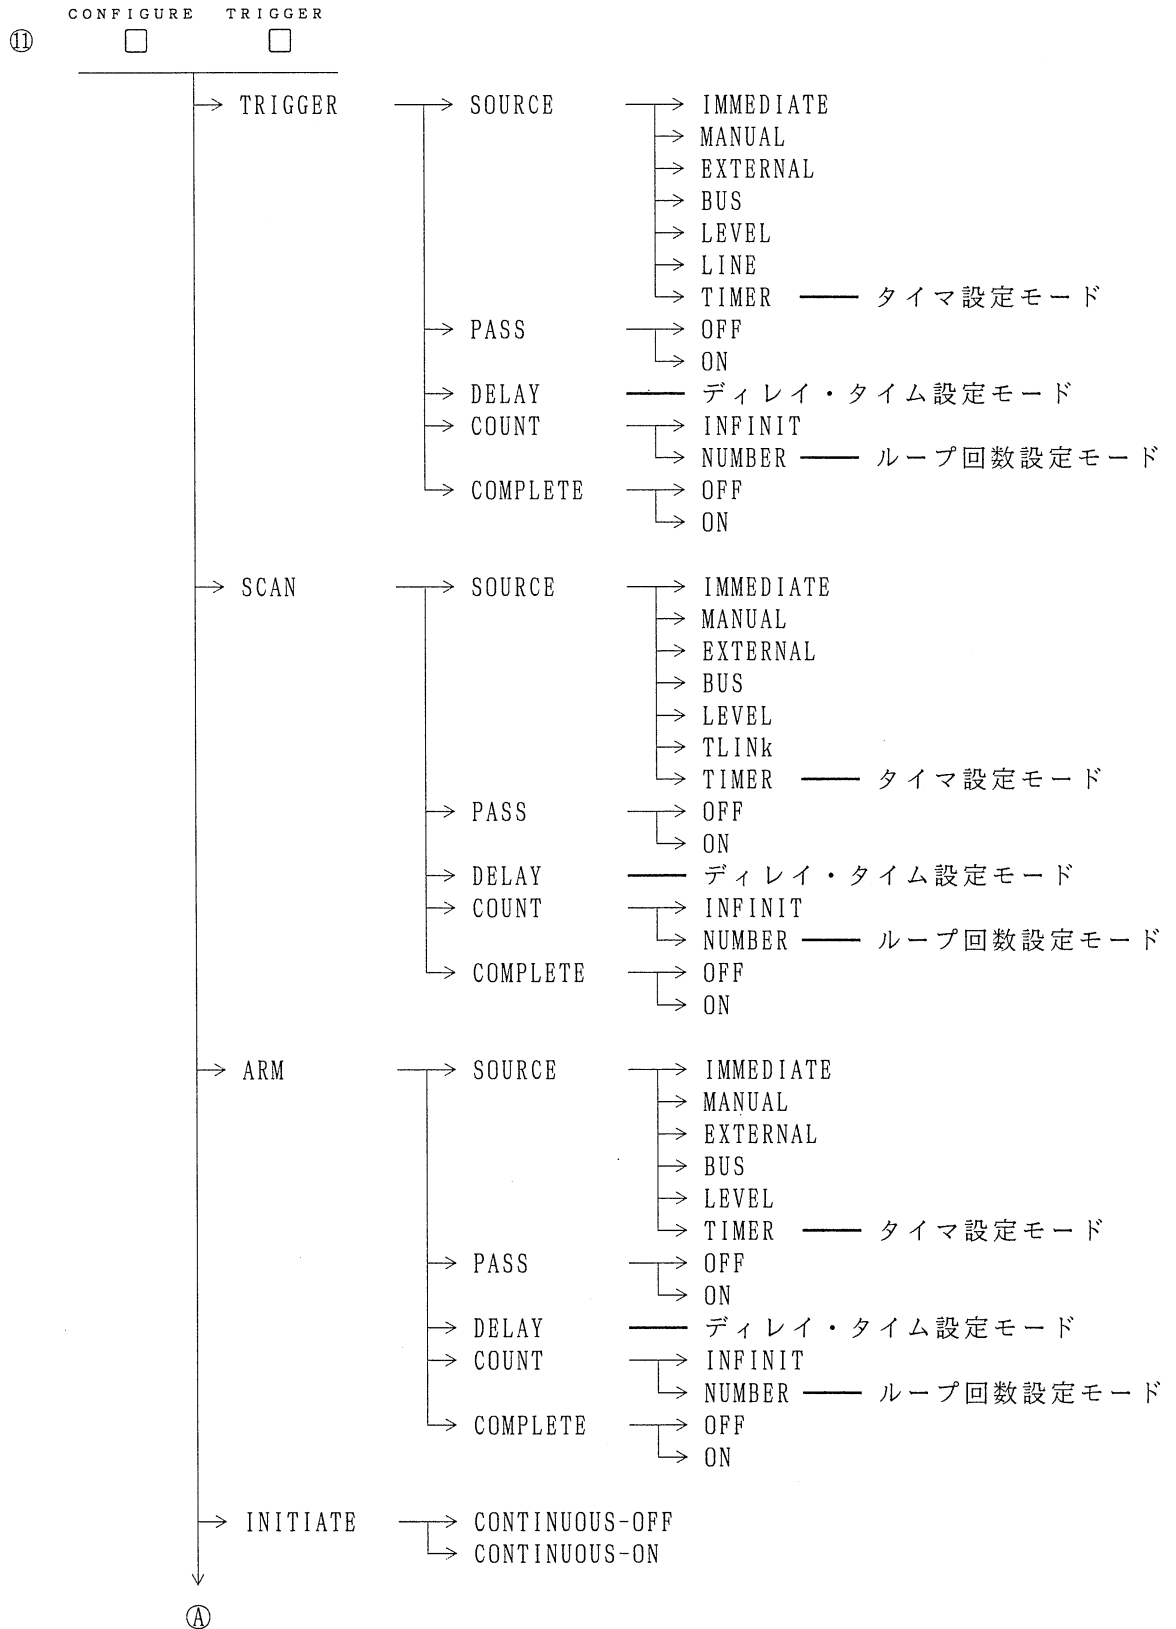 CONFIGURE TRIGGER
⑪
TRIGGER SOURCE IMMEDIATE
MANUAL
EXTERNAL
BUS
LEVEL
LINE
TIMER タイマ設定モード
PASS OFF
ON
DELAY ディレイ・タイム設定モード
COUNT INFINIT
NUMBER ループ回数設定モード
COMPLETE OFF
ON
SCAN SOURCE IMMEDIATE
MANUAL
EXTERNAL
BUS
LEVEL
TLINk
TIMER タイマ設定モード
PASS OFF
ON
DELAY ディレイ・タイム設定モード
COUNT INFINIT
NUMBER ループ回数設定モード
COMPLETE OFF
ON
ARM SOURCE IMMEDIATE
MANUAL
EXTERNAL
BUS
LEVEL
TIMER タイマ設定モード
PASS OFF
ON
DELAY ディレイ・タイム設定モード
COUNT INFINIT
NUMBER ループ回数設定モード
COMPLETE OFF
ON
INITIATE CONTINUOUS-OFF
CONTINUOUS-ON
Ⓐ